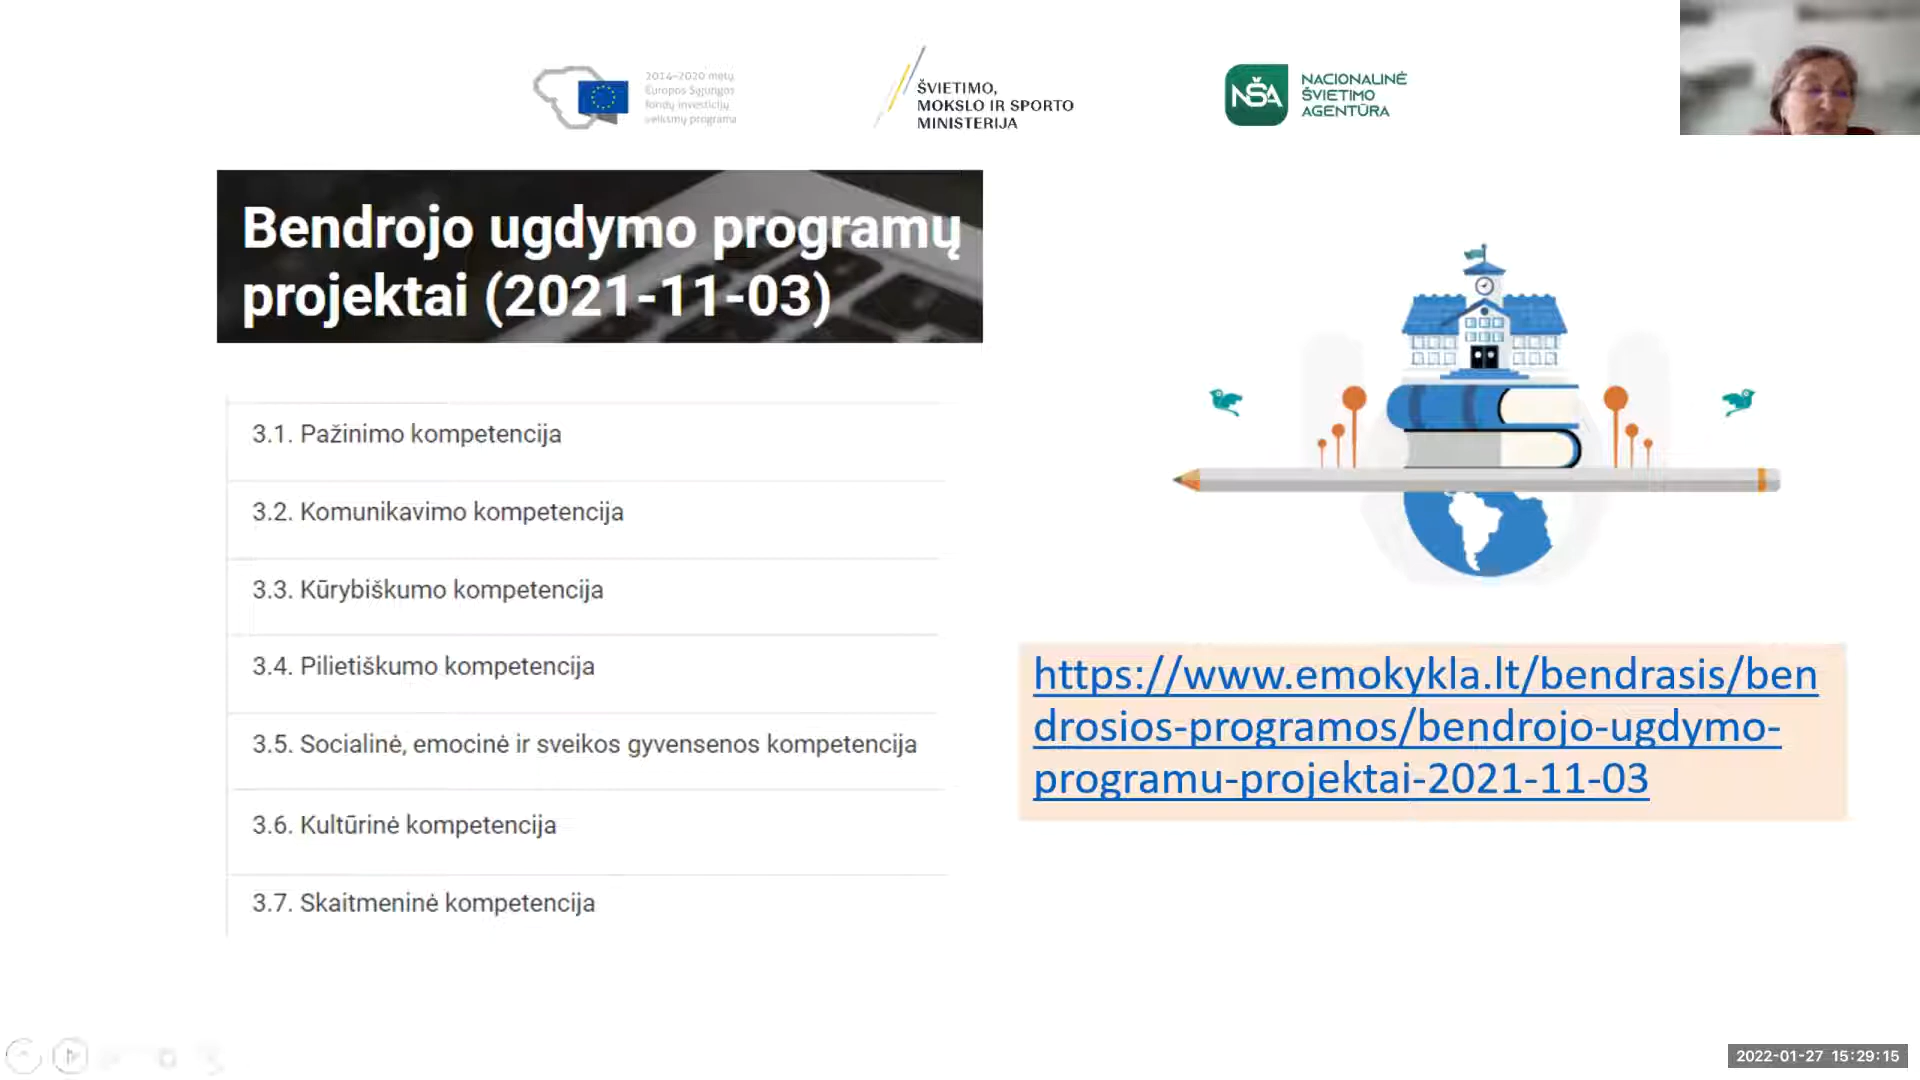 2014–2020 metų
Europos Sąjungos
fondų investicijų
veiksmų programa
ŠVIETIMO,
MOKSLO IR SPORTO
MINISTERIJA
NŠA
NACIONALINĖ
ŠVIETIMO
AGENTŪRA
Bendrojo ugdymo programų
projektai (2021-11-03)
3.1. Pažinimo kompetencija
3.2. Komunikavimo kompetencija
3.3. Kūrybiškumo kompetencija
3.4. Pilietiškumo kompetencija
3.5. Socialinė, emocinė ir sveikos gyvensenos kompetencija
3.6. Kultūrinė kompetencija
3.7. Skaitmeninė kompetencija
https://www.emokykla.lt/bendrasis/ben
drosios-programos/bendrojo-ugdymo-
programu-projektai-2021-11-03
2022-01-27 15:29:15